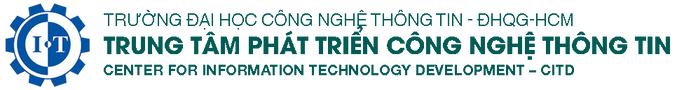 I·T
TRƯỜNG ĐẠI HỌC CÔNG NGHỆ THÔNG TIN - ĐHQG-HCM
TRUNG TÂM PHÁT TRIỂN CÔNG NGHỆ THÔNG TIN
CENTER FOR INFORMATION TECHNOLOGY DEVELOPMENT – CITD